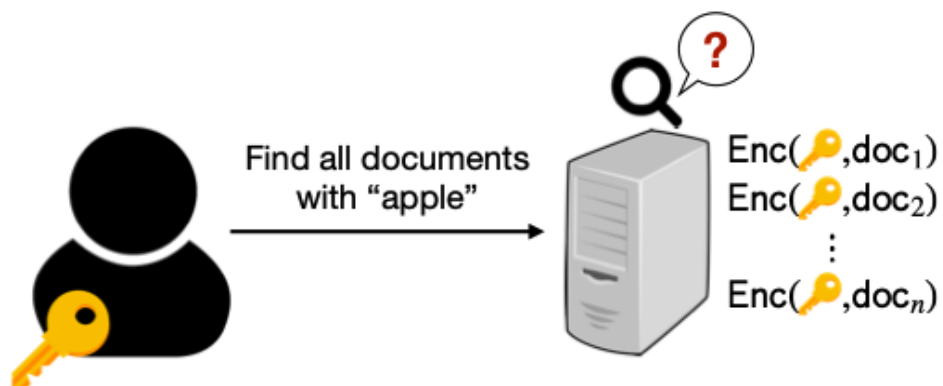 ?
Find all documents
with “apple”
Enc(🔑,doc₁)
Enc(🔑,doc₂)
⋮
Enc(🔑,docₙ)